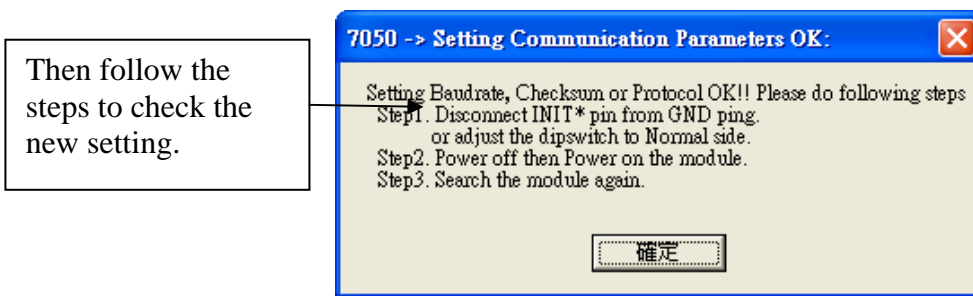 Then follow the
steps to check the
new setting.
7050 -> Setting Communication Parameters OK:
Setting Baudrate, Checksum or Protocol OK!! Please do following steps
Step1. Disconnect INIT* pin from GND ping.
or adjust the dipswitch to Normal side.
Step2. Power off then Power on the module.
Step3. Search the module again.
確定